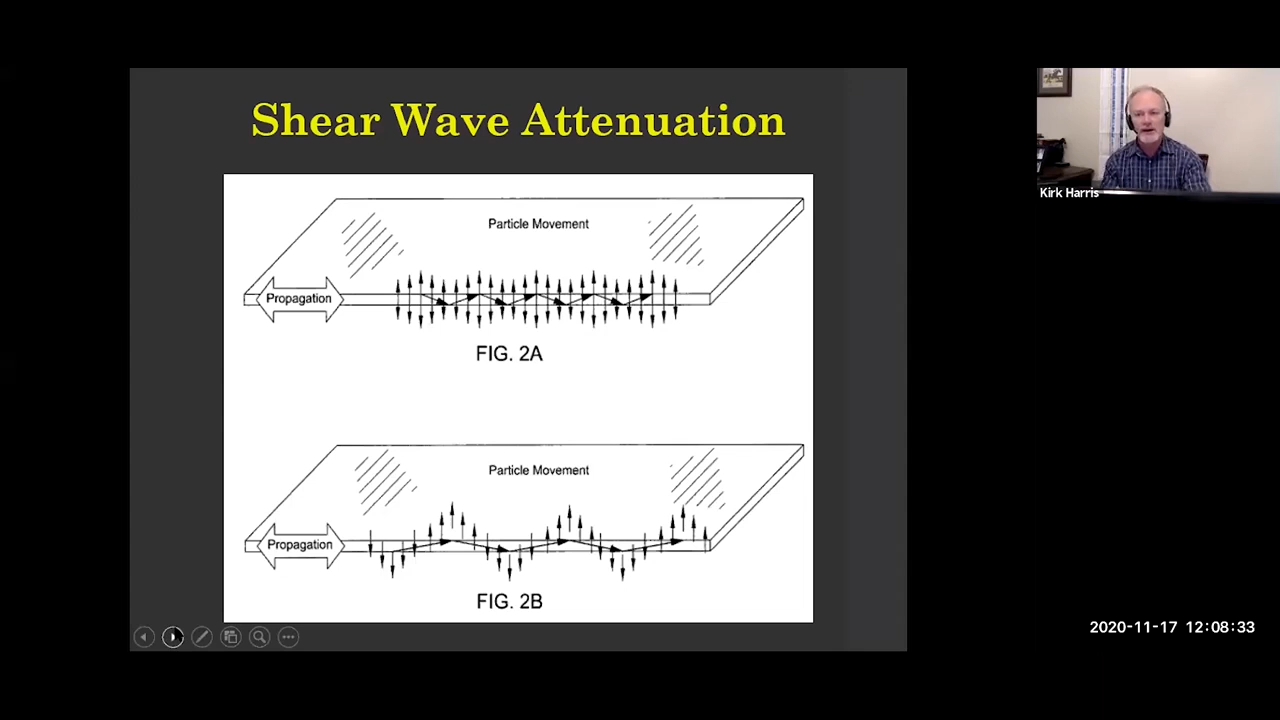 Shear Wave Attenuation
Particle Movement
Propagation
FIG. 2A
Particle Movement
Propagation
FIG. 2B
Kirk Harris
2020-11-17 12:08:33